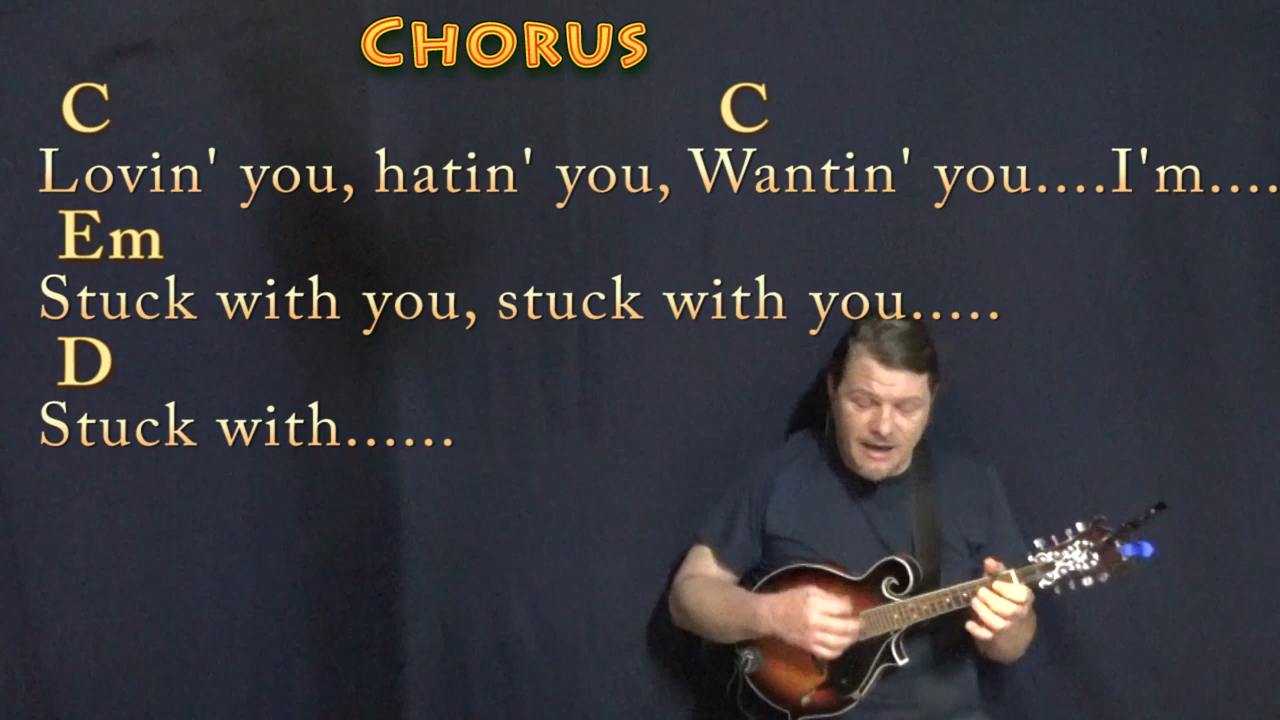 CHORUS
C C
Lovin' you, hatin' you, Wantin' you....I'm....
Em
Stuck with you, stuck with you.....
D
Stuck with......